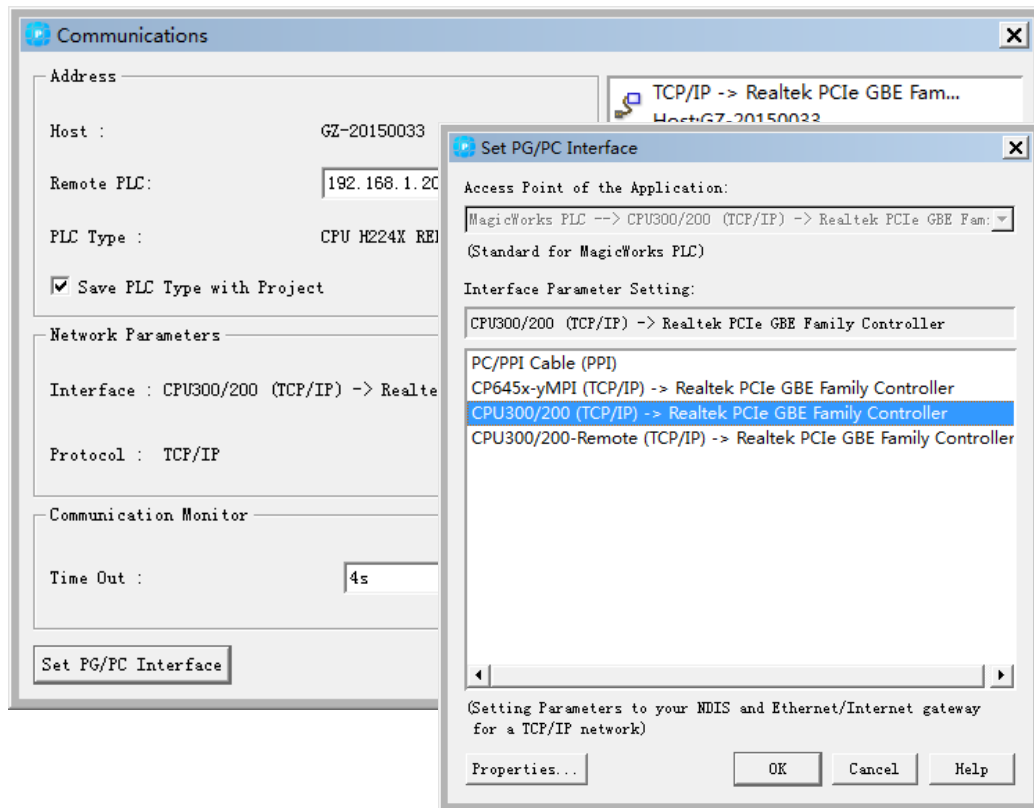 Communications
Address
Host :
GZ-20150033
Remote PLC:
192.168.1.20
PLC Type :
CPU H224X
Save PLC Type with Project
Network Parameters
Interface : CPU300/200 (TCP/IP) -> Realte
Protocol : TCP/IP
Communication Monitor
Time Out :
4s
Set PG/PC Interface
TCP/IP -> Realtek PCIe GBE Fam...
Host:GZ-20150033
Set PG/PC Interface
Access Point of the Application:
MagicWorks PLC --> CPU300/200 (TCP/IP) -> Realtek PCIe GBE Fam:
(Standard for MagicWorks PLC)
Interface Parameter Setting:
CPU300/200 (TCP/IP) -> Realtek PCIe GBE Family Controller
PC/PPI Cable (PPI)
CP645x-yMPI (TCP/IP) -> Realtek PCIe GBE Family Controller
CPU300/200 (TCP/IP) -> Realtek PCIe GBE Family Controller
CPU300/200-Remote (TCP/IP) -> Realtek PCIe GBE Family Controller
(Setting Parameters to your NDIS and Ethernet/Internet gateway
for a TCP/IP network)
Properties...
OK
Cancel
Help